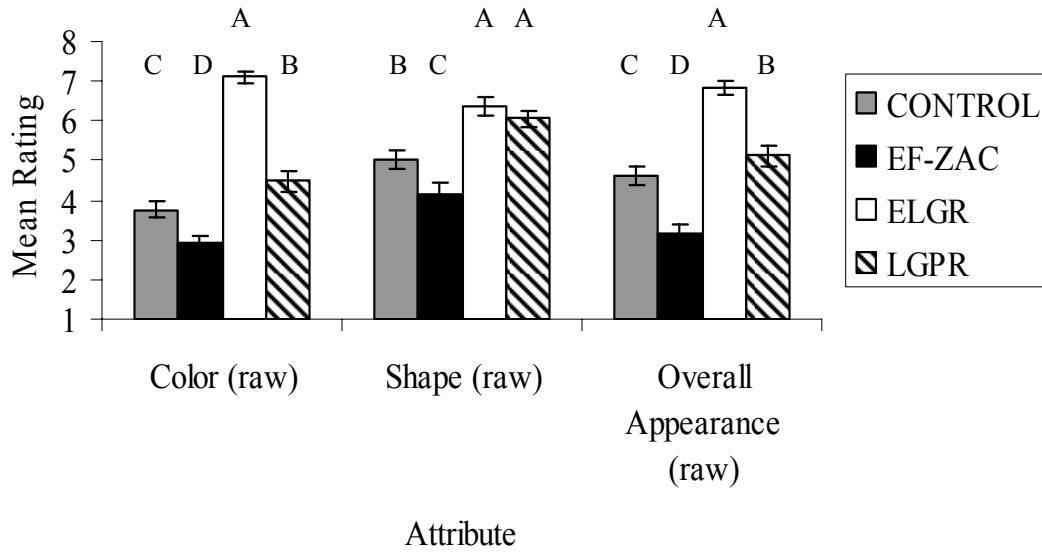 A A A A
8
C D B B C C D B
7
6
5
4
3
2
1
Mean Rating
Color (raw) Shape (raw) Overall
Appearance
(raw)
Attribute
CONTROL
EF-ZAC
ELGR
LGPR